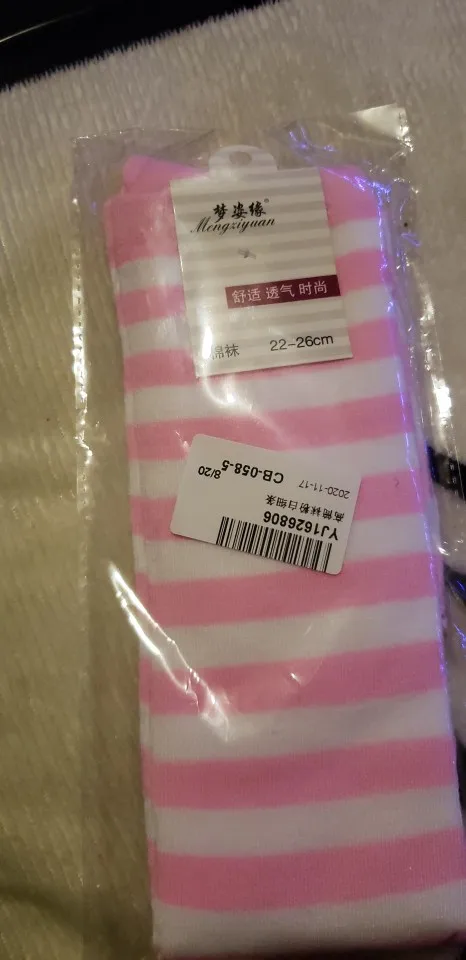 梦姿缘®
Mengziyuan
舒适 透气 时尚
棉袜 22-26cm
YJ1626806
高筒袜粉白细条
2020-11-17 CB-058-5 8/20